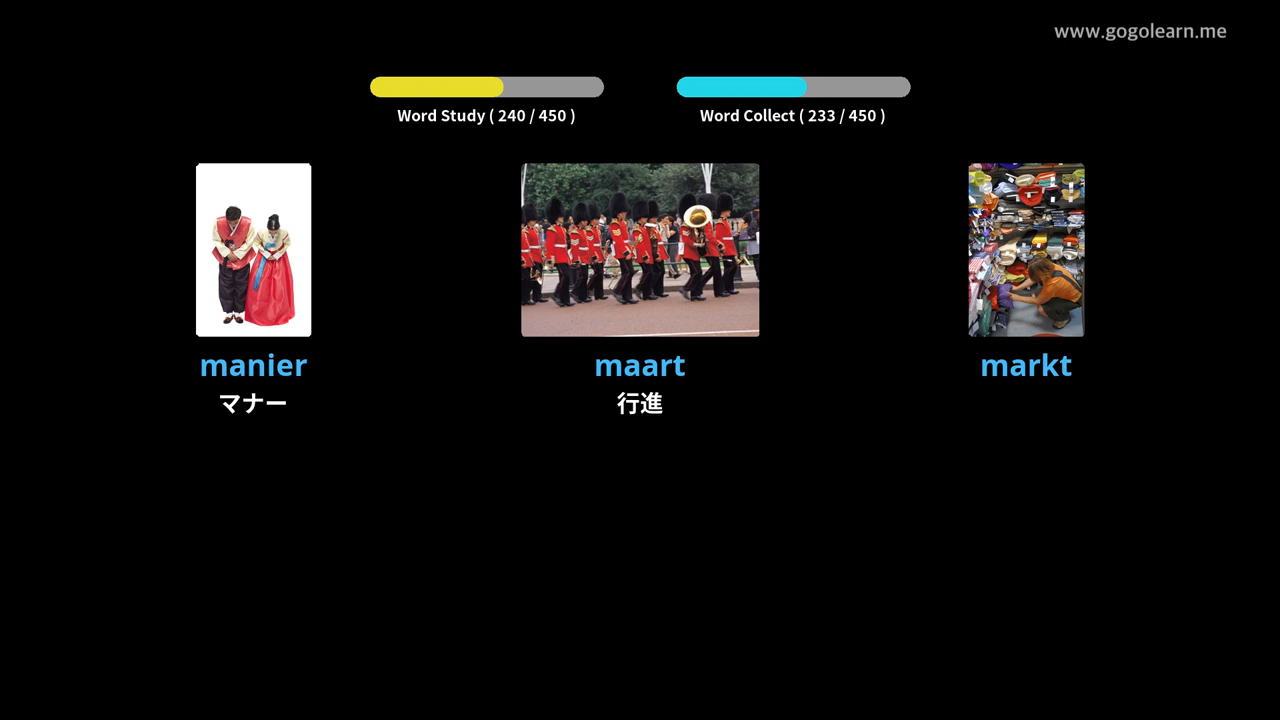 www.gogolearn.me
Word Study ( 240 / 450 )
Word Collect ( 233 / 450 )
manier
maart
markt
マナー
行進